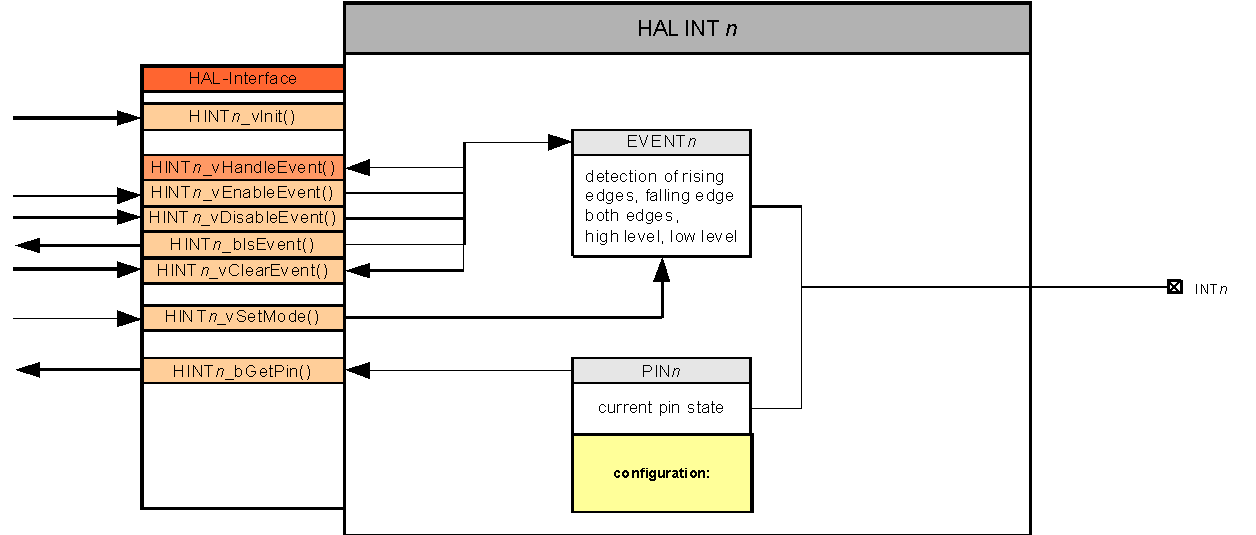 HAL INT n
HAL-Interface
HINTn_vInit()
HINTn_vHandleEvent()
HINTn_vEnableEvent()
HINTn_vDisableEvent()
HINTn_bIsEvent()
HINTn_vClearEvent()
HINTn_vSetMode()
HINTn_bGetPin()
EVENTn
detection of rising
edges, falling edge
both edges,
high level, low level
PINn
current pin state
configuration:
INTn